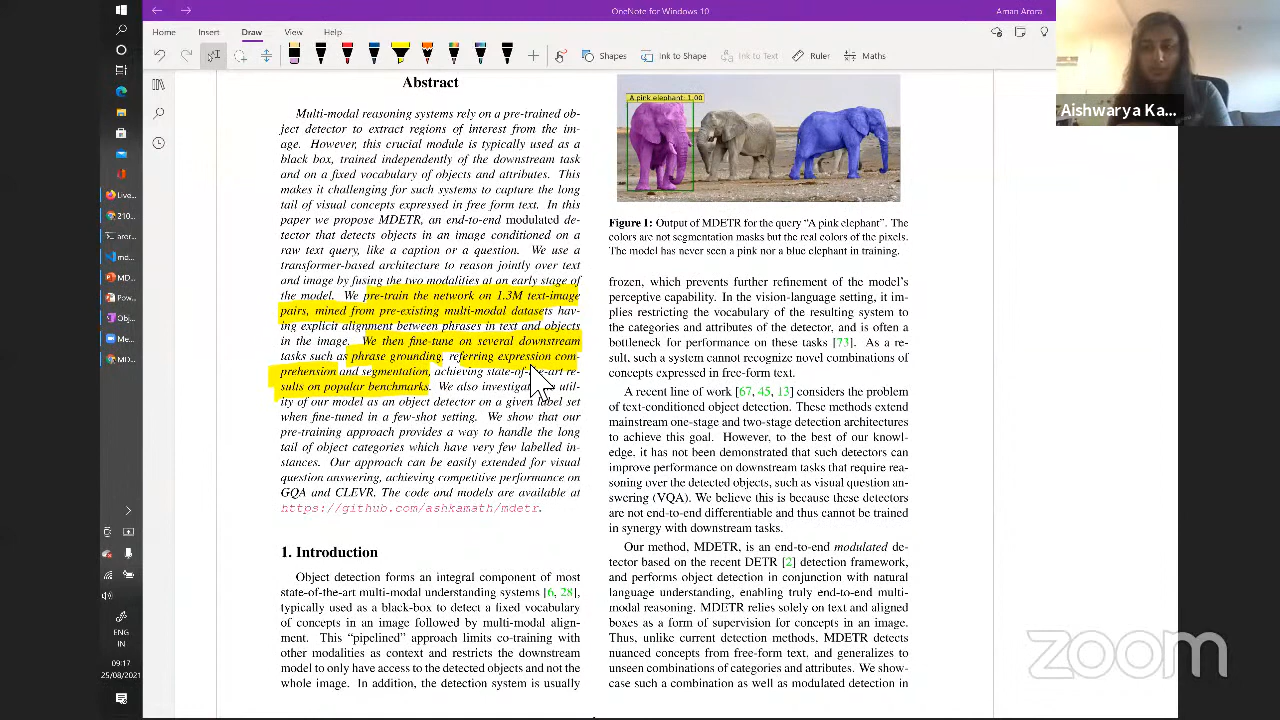 OneNote for Windows 10
Aman Arora
Home
Insert
Draw
View
Help
Shapes
Ink to Shape
Ink to Text
Ruler
Maths
Aishwarya Ka...
Live...
210...
aror...
md...
MD...
Pow...
Obj...
Me...
MD...
ENG
IN
09:17
25/08/2021
Abstract
Multi-modal reasoning systems rely on a pre-trained ob-
ject detector to extract regions of interest from the im-
age. However, this crucial module is typically used as a
black box, trained independently of the downstream task
and on a fixed vocabulary of objects and attributes. This
makes it challenging for such systems to capture the long
tail of visual concepts expressed in free form text. In this
paper we propose MDETR, an end-to-end modulated de-
tector that detects objects in an image conditioned on a
raw text query, like a caption or a question. We use a
transformer-based architecture to reason jointly over text
and image by fusing the two modalities at an early stage of
the model. We pre-train the network on 1.3M text-image
pairs, mined from pre-existing multi-modal datasets hav-
ing explicit alignment between phrases in text and objects
in the image. We then fine-tune on several downstream
tasks such as phrase grounding, referring expression com-
prehension and segmentation, achieving state-of-the-art re-
sults on popular benchmarks. We also investigate the util-
ity of our model as an object detector on a given label set
when fine-tuned in a few-shot setting. We show that our
pre-training approach provides a way to handle the long
tail of object categories which have very few labelled in-
stances. Our approach can be easily extended for visual
question answering, achieving competitive performance on
GQA and CLEVR. The code and models are available at
https://github.com/ashkamath/mdetr.
1. Introduction
Object detection forms an integral component of most
state-of-the-art multi-modal understanding systems [6, 28],
typically used as a black-box to detect a fixed vocabulary
of concepts in an image followed by multi-modal align-
ment. This “pipelined” approach limits co-training with
other modalities as context and restricts the downstream
model to only have access to the detected objects and not the
whole image. In addition, the detection system is usually
A pink elephant: 1.00
Figure 1: Output of MDETR for the query “A pink elephant”. The
colors are not segmentation masks but the real colors of the pixels.
The model has never seen a pink nor a blue elephant in training.
frozen, which prevents further refinement of the model’s
perceptive capability. In the vision-language setting, it im-
plies restricting the vocabulary of the resulting system to
the categories and attributes of the detector, and is often a
bottleneck for performance on these tasks [73]. As a re-
sult, such a system cannot recognize novel combinations of
concepts expressed in free-form text.
A recent line of work [67, 45, 13] considers the problem
of text-conditioned object detection. These methods extend
mainstream one-stage and two-stage detection architectures
to achieve this goal. However, to the best of our knowl-
edge, it has not been demonstrated that such detectors can
improve performance on downstream tasks that require rea-
soning over the detected objects, such as visual question an-
swering (VQA). We believe this is because these detectors
are not end-to-end differentiable and thus cannot be trained
in synergy with downstream tasks.
Our method, MDETR, is an end-to-end modulated de-
tector based on the recent DETR [2] detection framework,
and performs object detection in conjunction with natural
language understanding, enabling truly end-to-end multi-
modal reasoning. MDETR relies solely on text and aligned
boxes as a form of supervision for concepts in an image.
Thus, unlike current detection methods, MDETR detects
nuanced concepts from free-form text, and generalizes to
unseen combinations of categories and attributes. We show-
case such a combination as well as modulated detection in
zoom